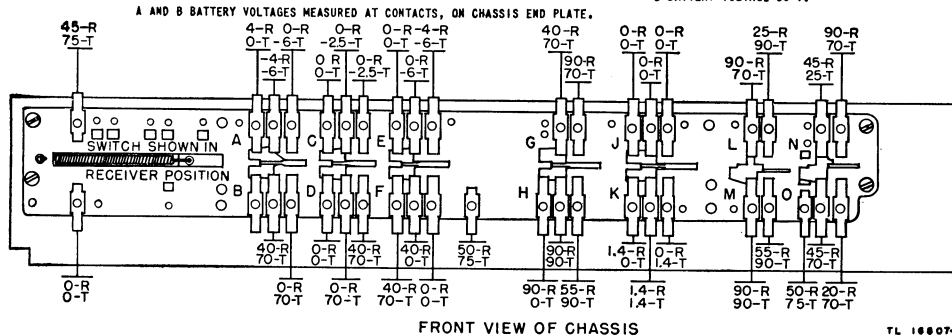 A AND B BATTERY VOLTAGES MEASURED AT CONTACTS, ON CHASSIS END PLATE.
45-R 4-R 0-R 0-R 0-R -4-R 40-R 0-R 0-R 25-R 90-R
75-T 0-T -6-T -2.5-T 0-T -6-T 70-T 0-T 0-T 90-T 70-T
-4-R 0-R 0-R 0-R 90-R 0-R 90-R 45-R
-6-T 0-T -2.5-T -6-T 70-T 0-T 70-T 25-T
A C E G J L N
SWITCH SHOWN IN
RECEIVER POSITION
B D F H K M O
40-R 0-R 40-R 40-R 50-R 90-R 1.4-R 0-R 55-R 45-R
70-T 0-T 70-T 0-T 75-T 90-T 0-T 1.4-T 90-T 70-T
0-R 0-R 0-R 40-R 0-R 90-R 55-R 1.4-R 90-R 50-R 20-R
0-T 70-T 70-T 70-T 0-T 0-T 90-T 1.4-T 90-T 75-T 70-T
FRONT VIEW OF CHASSIS